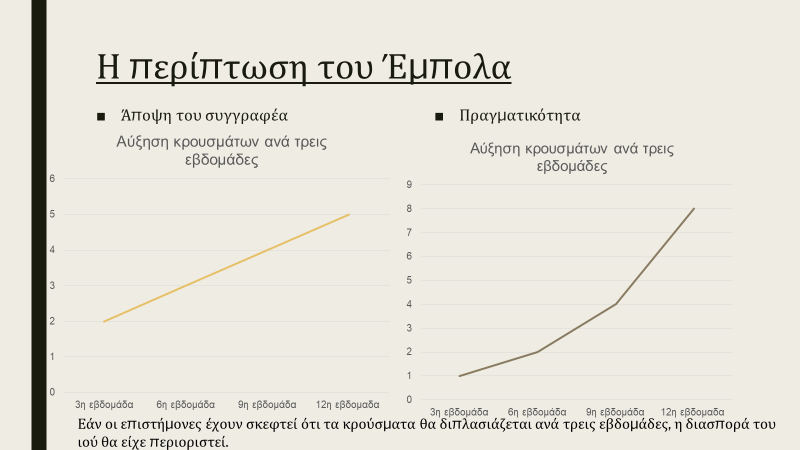 Η περίπτωση του Έμπολα
Άποψη του συγγραφέα
Αύξηση κρουσμάτων ανά τρεις
εβδομάδες
6
5
4
3
2
1
0
3η εβδομάδα 6η εβδομάδα 9η εβδομάδα 12η εβδομάδα
Πραγματικότητα
Αύξηση κρουσμάτων ανά τρεις
εβδομάδες
9
8
7
6
5
4
3
2
1
0
3η εβδομάδα 6η εβδομάδα 9η εβδομάδα 12η εβδομαδα
Εάν οι επιστήμονες έχουν σκεφτεί ότι τα κρούσματα θα διπλασιάζεται ανά τρεις εβδομάδες, η διασπορά του
ιού θα είχε περιοριστεί.